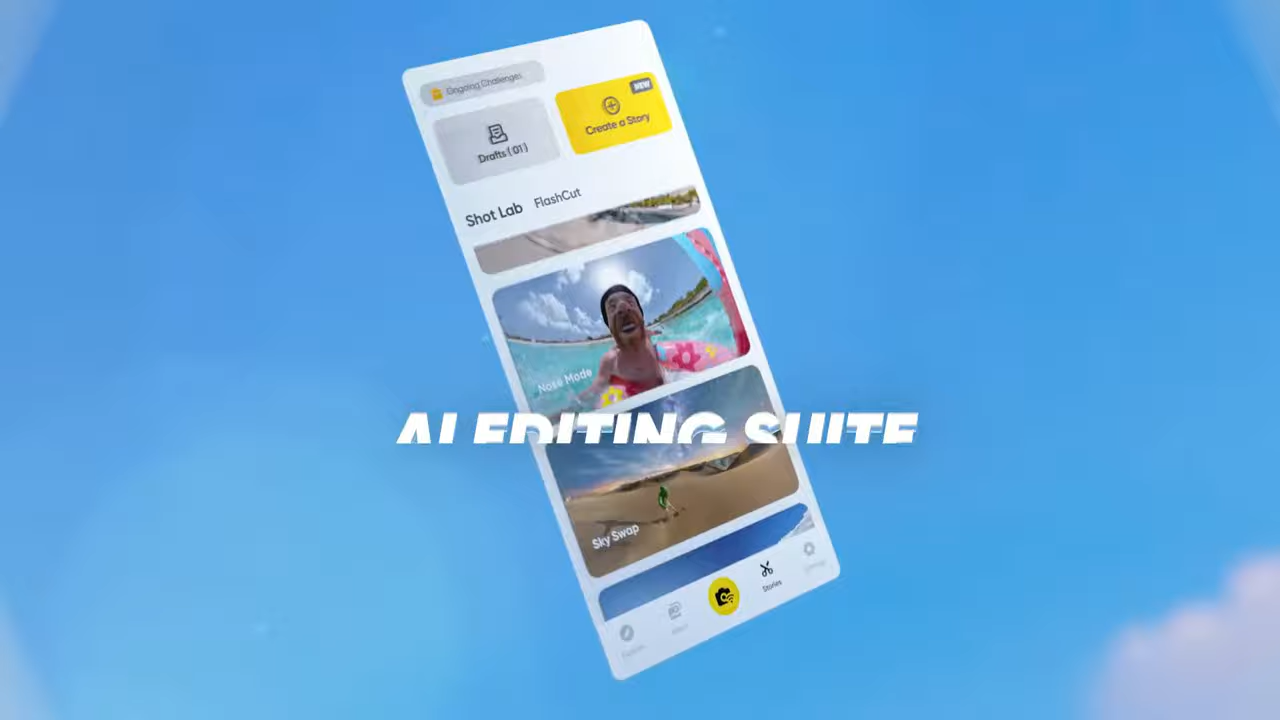 Ongoing Challenges
NEW
Create a Story
Drafts ( 01 )
Shot Lab
FlashCut
Nose Mode
AI EDITING SUITE
Sky Swap
Stories